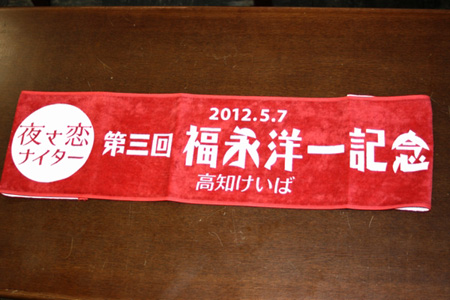 夜さ恋
ナイター
2012.5.7
第三回 福永洋一記念
高知けいば